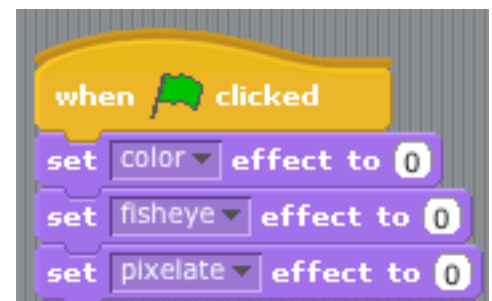 when clicked
set color effect to 0
set fisheye effect to 0
set pixelate effect to 0